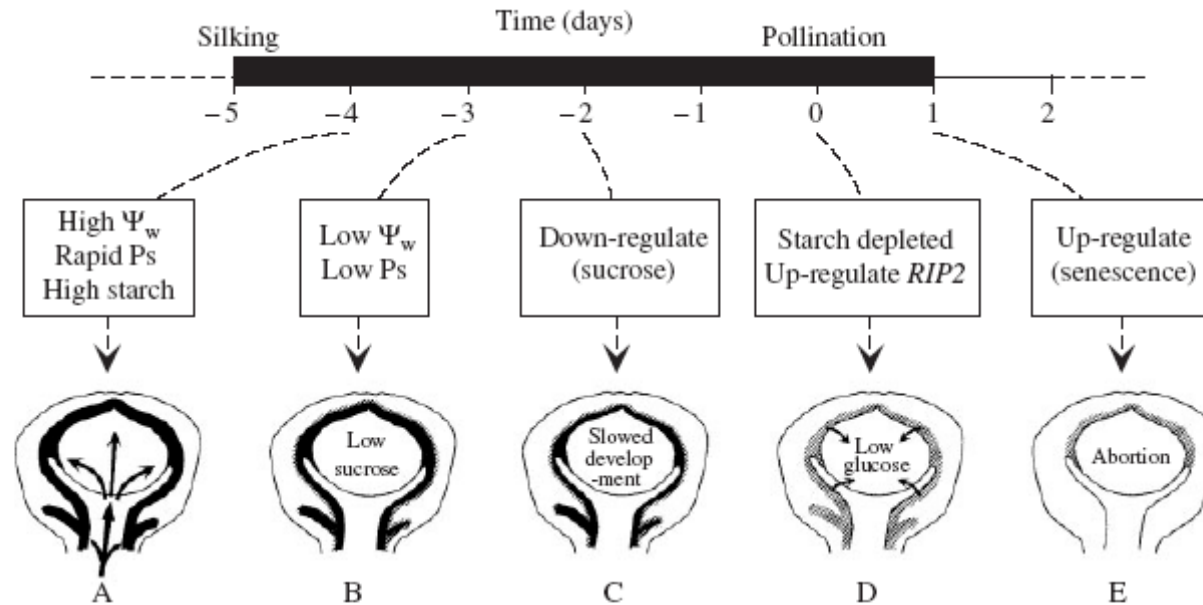 Time (days)
Silking
Pollination
−5 −4 −3 −2 −1 0 1 2
High Ψw
Rapid Ps
High starch
Low Ψw
Low Ps
Down-regulate
(sucrose)
Starch depleted
Up-regulate RIP2
Up-regulate
(senescence)
Low
sucrose
Slowed
develop
-ment
Low
glucose
Abortion
A B C D E